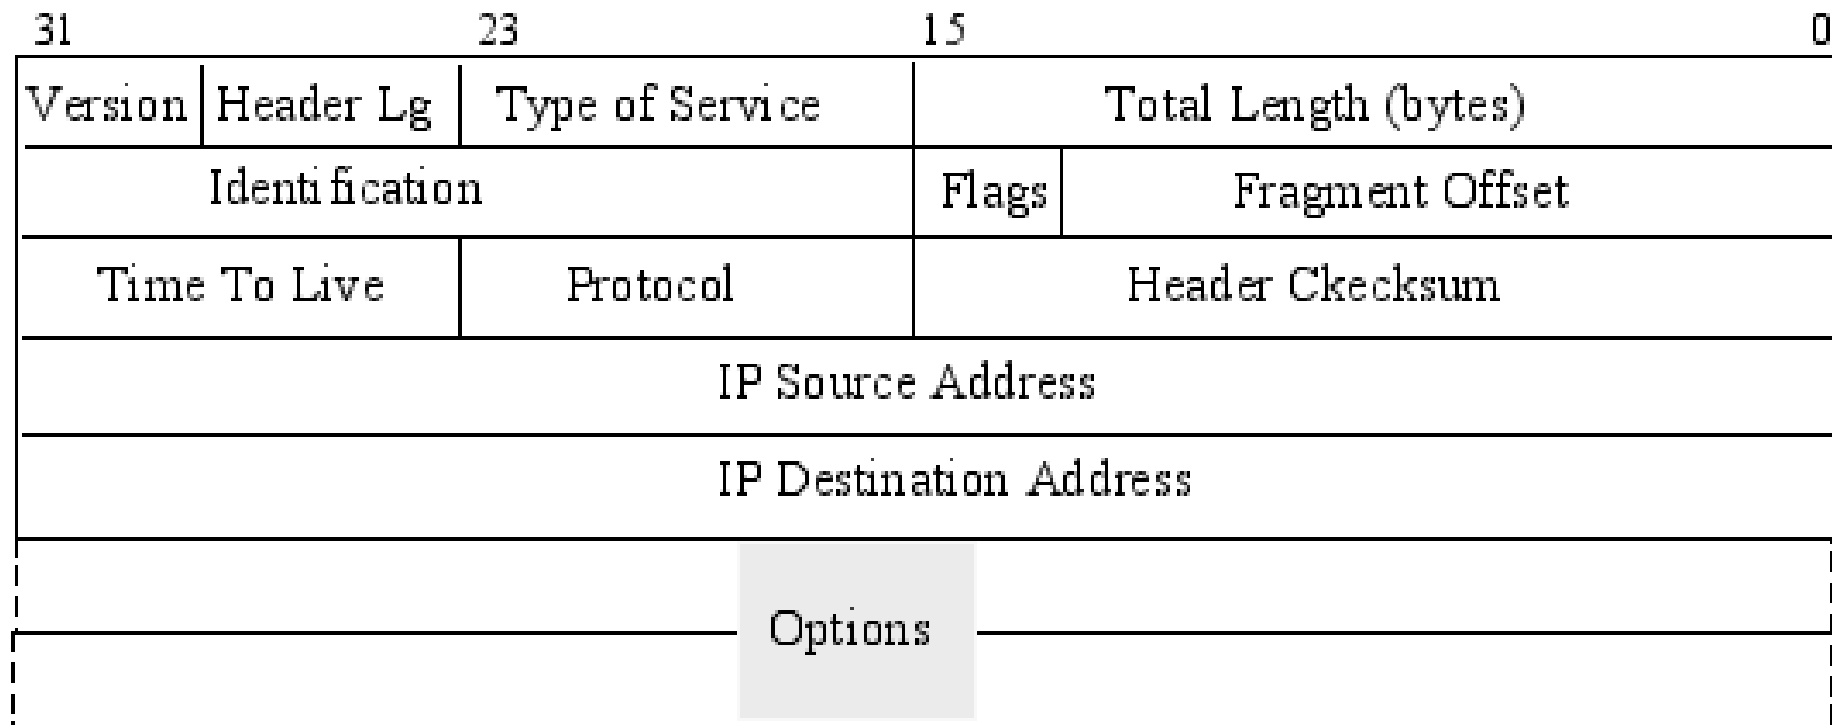 31 23 15 0
Version Header Lg Type of Service Total Length (bytes)
Identification Flags Fragment Offset
Time To Live Protocol Header Ckecksum
IP Source Address
IP Destination Address
Options